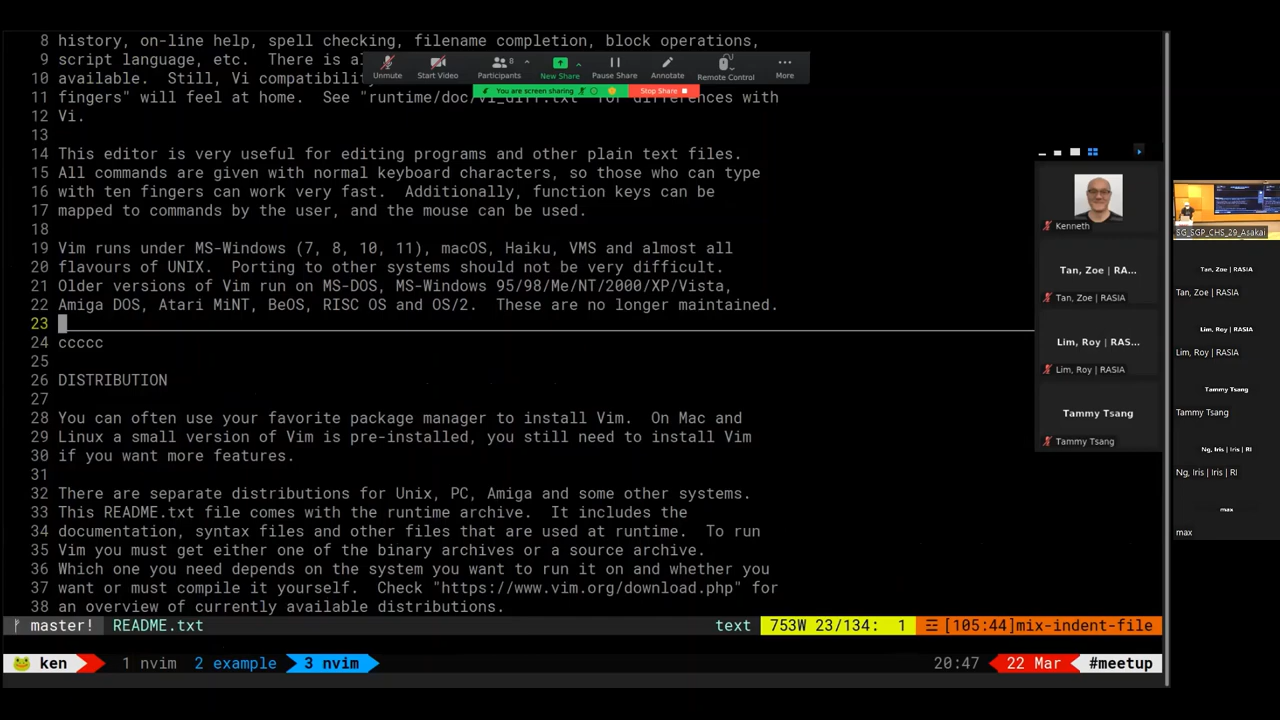 8 history, on-line help, spell checking, filename completion, block operations,
9 script language, etc. There is a
Unmute
Start Video
Participants
8
New Share
Pause Share
Annotate
Remote Control
More
10 available. Still, Vi compatibilit
11 fingers" will feel at home. See "runtime/doc/vi_diff.txt" for differences with
You are screen sharing
Stop Share
12 Vi.
13
14 This editor is very useful for editing programs and other plain text files.
15 All commands are given with normal keyboard characters, so those who can type
16 with ten fingers can work very fast. Additionally, function keys can be
17 mapped to commands by the user, and the mouse can be used.
18
19 Vim runs under MS-Windows (7, 8, 10, 11), macOS, Haiku, VMS and almost all
20 flavours of UNIX. Porting to other systems should not be very difficult.
21 Older versions of Vim run on MS-DOS, MS-Windows 95/98/Me/NT/2000/XP/Vista,
22 Amiga DOS, Atari MiNT, BeOS, RISC OS and OS/2. These are no longer maintained.
23
24 ccccc
25
26 DISTRIBUTION
27
28 You can often use your favorite package manager to install Vim. On Mac and
29 Linux a small version of Vim is pre-installed, you still need to install Vim
30 if you want more features.
31
32 There are separate distributions for Unix, PC, Amiga and some other systems.
33 This README.txt file comes with the runtime archive. It includes the
34 documentation, syntax files and other files that are used at runtime. To run
35 Vim you must get either one of the binary archives or a source archive.
36 Which one you need depends on the system you want to run it on and whether you
37 want or must compile it yourself. Check "https://www.vim.org/download.php" for
38 an overview of currently available distributions.
master! README.txt text 753W 23/134: 1 ☲ [105:44]mix-indent-file
🐸 ken 1 nvim 2 example 3 nvim 20:47 22 Mar #meetup
Kenneth
Tan, Zoe | RA...
Tan, Zoe | RASIA
Lim, Roy | RAS...
Lim, Roy | RASIA
Tammy Tsang
Tammy Tsang
SG_SGP_CHS_29_Asakai
Tan, Zoe | RASIA
Tan, Zoe | RASIA
Lim, Roy | RASIA
Lim, Roy | RASIA
Tammy Tsang
Tammy Tsang
Ng, Iris | Iris | RI
Ng, Iris | Iris | RI
max
max